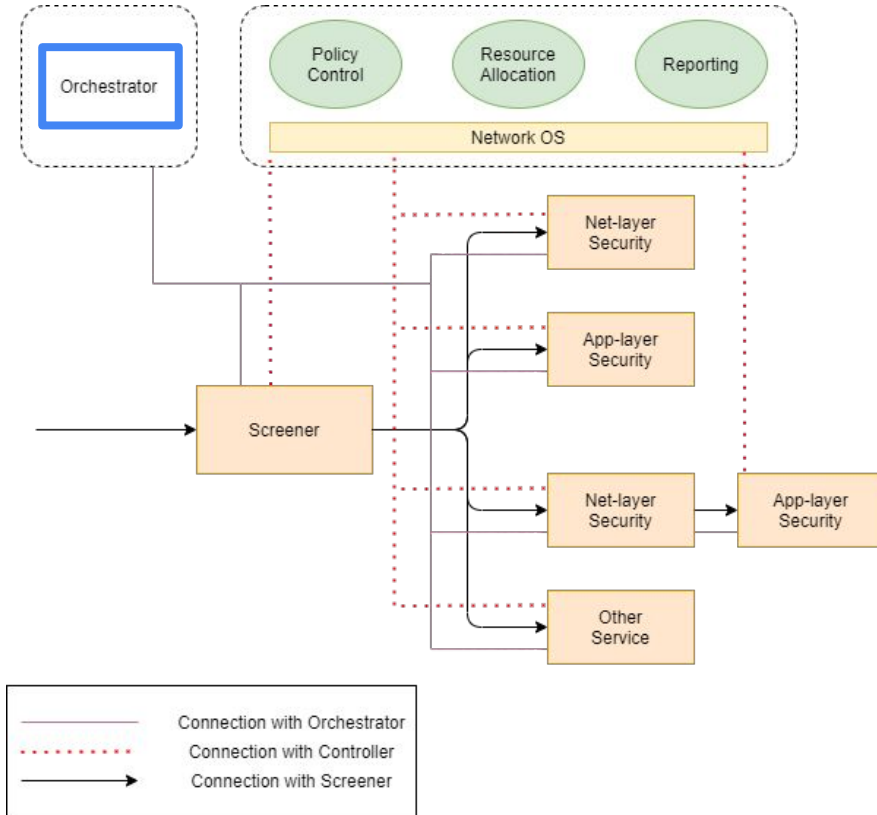 Orchestrator
Policy
Control
Resource
Allocation
Reporting
Network OS
Net-layer
Security
App-layer
Security
Screener
Net-layer
Security
App-layer
Security
Other
Service
Connection with Orchestrator
Connection with Controller
Connection with Screener